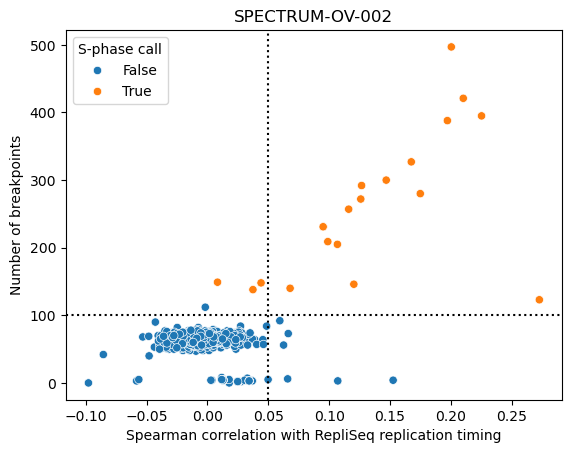 SPECTRUM-OV-002
S-phase call
False
True
Number of breakpoints
500
400
300
200
100
0
−0.10
−0.05
0.00
0.05
0.10
0.15
0.20
0.25
Spearman correlation with RepliSeq replication timing